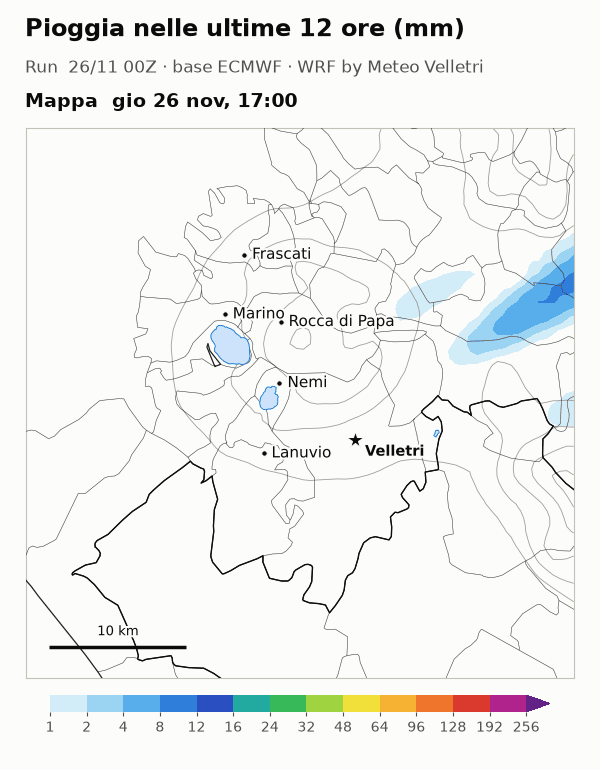 Pioggia nelle ultime 12 ore (mm)
Run  26/11 00Z · base ECMWF · WRF by Meteo Velletri
Mappa  gio 26 nov, 17:00
Frascati
Marino
Rocca di Papa
Nemi
Velletri
Lanuvio
10 km
1 2 4 8 12 16 24 32 48 64 96 128 192 256